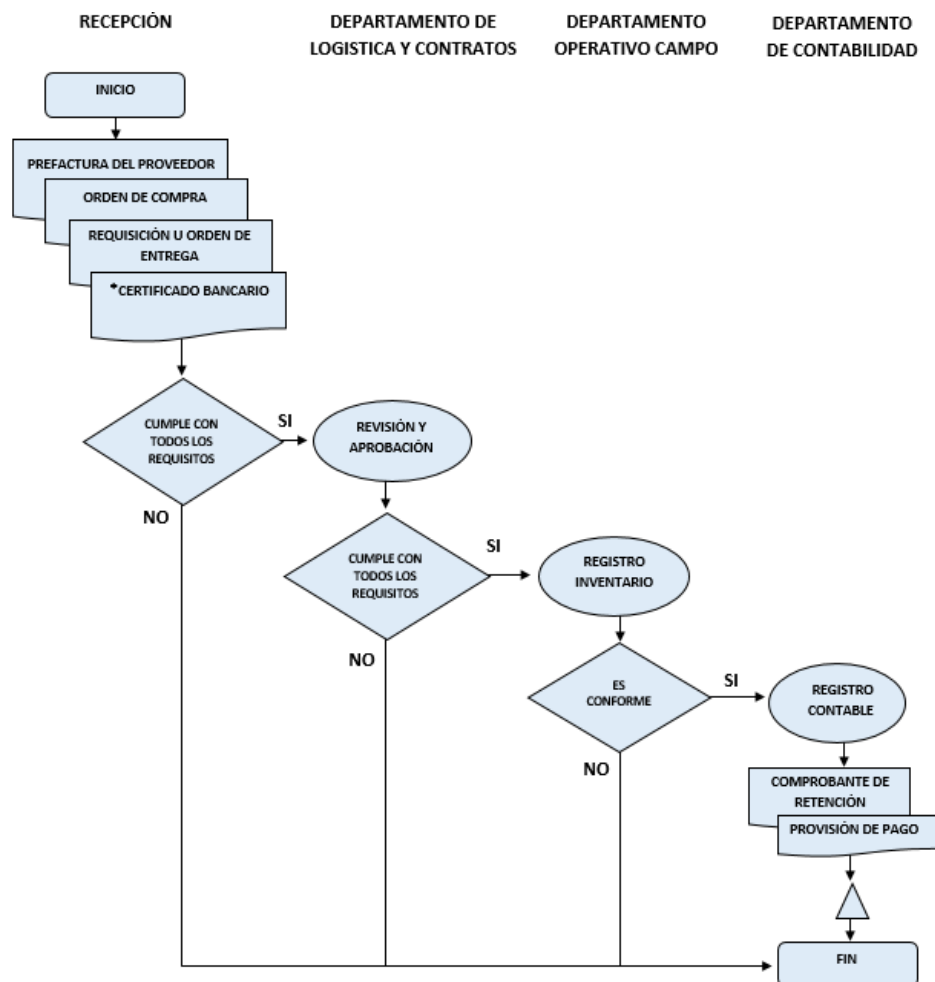 RECEPCIÓN
DEPARTAMENTO DE
LOGISTICA Y CONTRATOS
DEPARTAMENTO
OPERATIVO CAMPO
DEPARTAMENTO
DE CONTABILIDAD
INICIO
PREFACTURA DEL PROVEEDOR
ORDEN DE COMPRA
REQUISICIÓN U ORDEN DE
ENTREGA
*CERTIFICADO BANCARIO
CUMPLE CON
TODOS LOS
REQUISITOS
SI
NO
REVISIÓN Y
APROBACIÓN
CUMPLE CON
TODOS LOS
REQUISITOS
SI
NO
REGISTRO
INVENTARIO
ES
CONFORME
SI
NO
REGISTRO
CONTABLE
COMPROBANTE DE
RETENCIÓN
PROVISIÓN DE PAGO
FIN